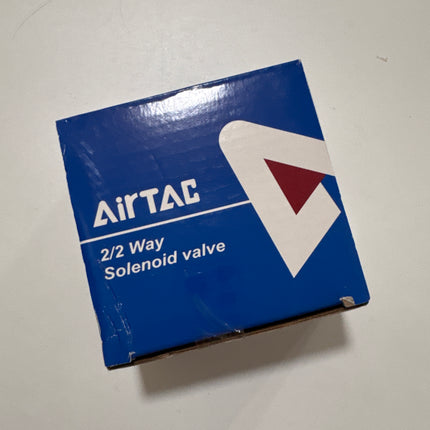 AirTAC
2/2 Way
Solenoid valve